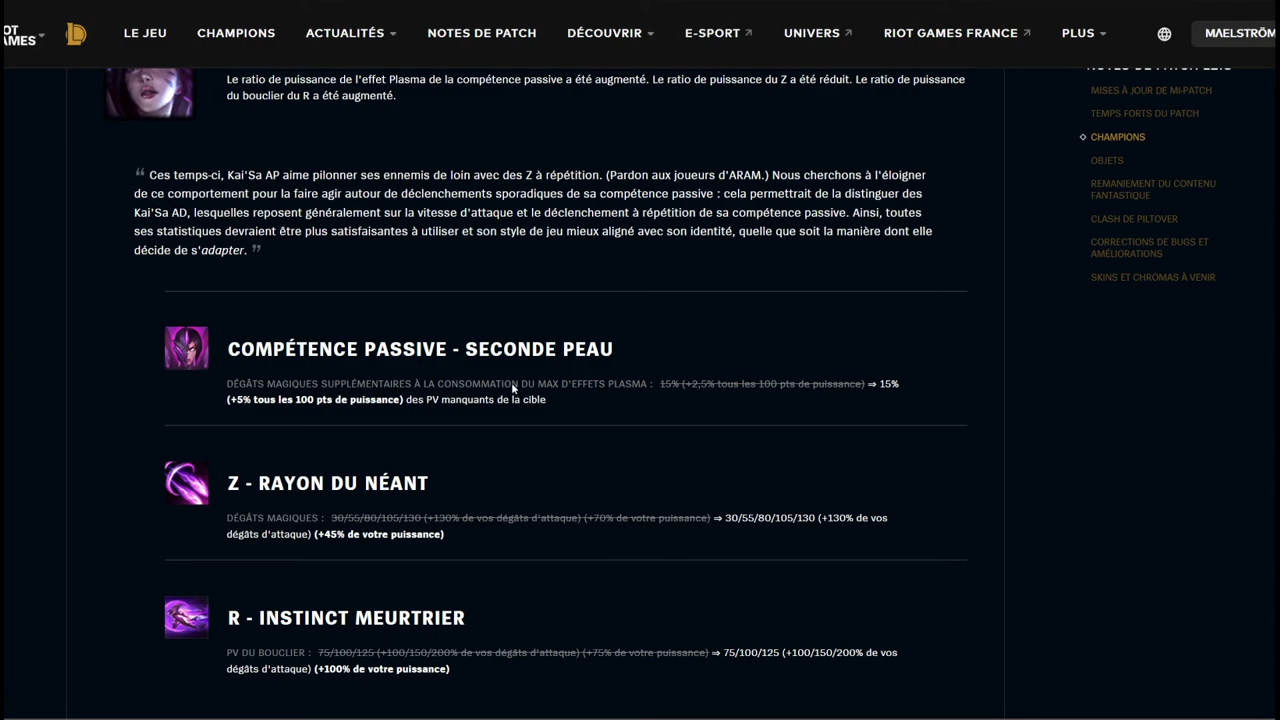 LE JEU CHAMPIONS ACTUALITÉS NOTES DE PATCH DÉCOUVRIR E-SPORT UNIVERS RIOT GAMES FRANCE PLUS
Le ratio de puissance de l'effet Plasma de la compétence passive a été augmenté. Le ratio de puissance du Z a été réduit. Le ratio de puissance
du bouclier du R a été augmenté.
“ Ces temps-ci, Kai'Sa AP aime pilonner ses ennemis de loin avec des Z à répétition. (Pardon aux joueurs d'ARAM.) Nous cherchons à l'éloigner
de ce comportement pour la faire agir autour de déclenchements sporadiques de sa compétence passive : cela permettrait de la distinguer des
Kai'Sa AD, lesquelles reposent généralement sur la vitesse d'attaque et le déclenchement à répétition de sa compétence passive. Ainsi, toutes
ses statistiques devraient être plus satisfaisantes à utiliser et son style de jeu mieux aligné avec son identité, quelle que soit la manière dont elle
décide de s'adapter. ”
COMPÉTENCE PASSIVE - SECONDE PEAU
DÉGÂTS MAGIQUES SUPPLÉMENTAIRES À LA CONSOMMATION DU MAX D'EFFETS PLASMA : 15% (+2,5% tous les 100 pts de puissance) ⇒ 15%
(+5% tous les 100 pts de puissance) des PV manquants de la cible
Z - RAYON DU NÉANT
DÉGÂTS MAGIQUES : 30/55/80/105/130 (+130% de vos dégâts d'attaque) (+70% de votre puissance) ⇒ 30/55/80/105/130 (+130% de vos
dégâts d'attaque) (+45% de votre puissance)
R - INSTINCT MEURTRIER
PV DU BOUCLIER : 75/100/125 (+100/150/200% de vos dégâts d'attaque) (+75% de votre puissance) ⇒ 75/100/125 (+100/150/200% de vos
dégâts d'attaque) (+100% de votre puissance)
MISES À JOUR DE MI-PATCH
TEMPS FORTS DU PATCH
CHAMPIONS
OBJETS
REMANIEMENT DU CONTENU
FANTASTIQUE
CLASH DE PILTOVER
CORRECTIONS DE BUGS ET
AMÉLIORATIONS
SKINS ET CHROMAS À VENIR